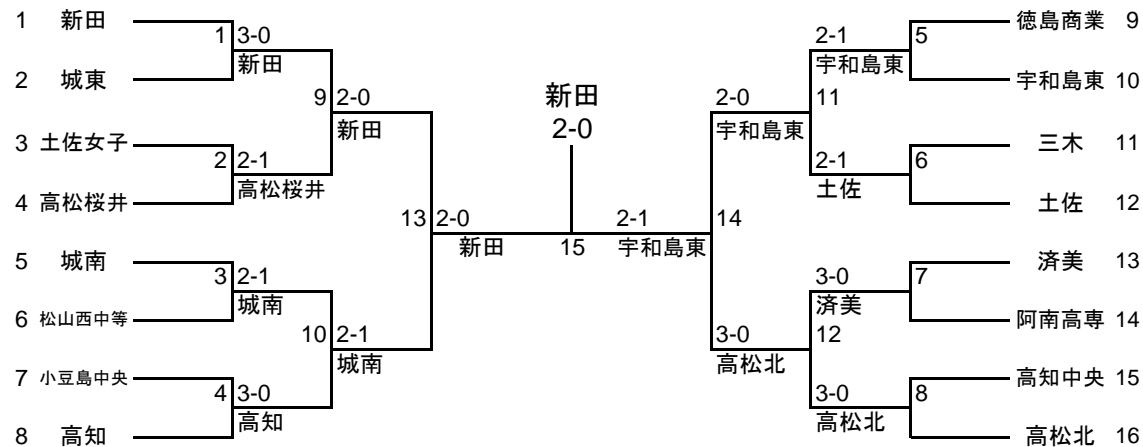 1 新田
1 3-0
新田
2 城東
9 2-0
新田
3 土佐女子
2 2-1
高松桜井
4 高松桜井
13 2-0
新田
5 城南
3 2-1
城南
6 松山西中等
10 2-1
城南
7 小豆島中央
4 3-0
高知
8 高知
新田
2-0
15
徳島商業 9
2-1 5
宇和島東
宇和島東 10
2-0 11
宇和島東
三木 11
2-1 6
土佐
土佐 12
2-1 14
宇和島東
済美 13
3-0 7
済美
阿南高専 14
3-0 12
高松北
高知中央 15
3-0 8
高松北
高松北 16